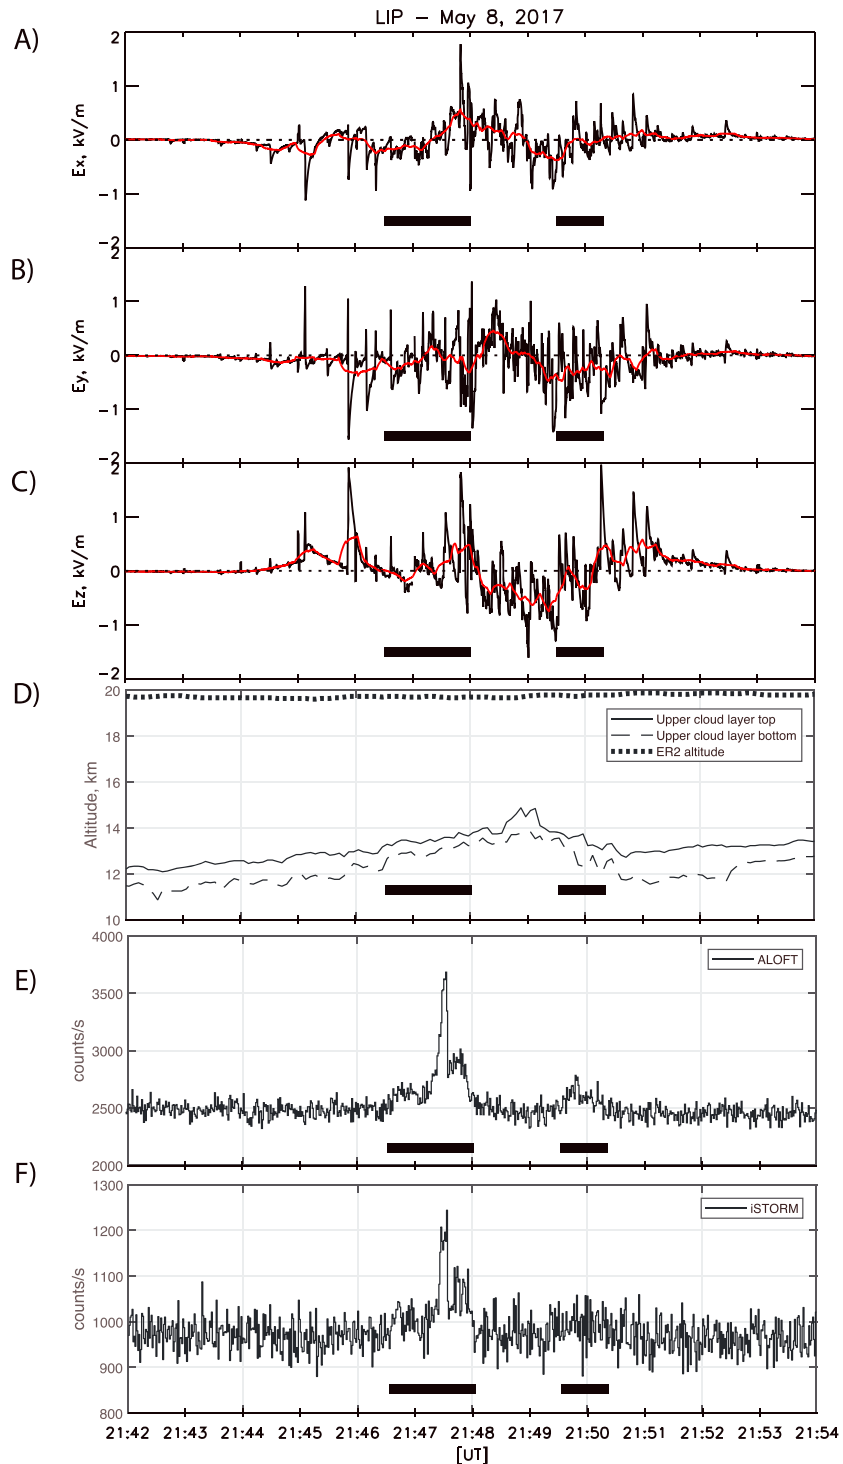 LIP – May 8, 2017
A)
2
1
0
-1
-2
Ex, kV/m
B)
2
1
0
-1
-2
Ey, kV/m
C)
2
1
0
-1
-2
Ez, kV/m
D)
20
18
16
14
12
10
Altitude, km
Upper cloud layer top
Upper cloud layer bottom
ER2 altitude
E)
4000
3500
3000
2500
2000
counts/s
ALOFT
F)
1300
1200
1100
1000
900
800
counts/s
iSTORM
21:42 21:43 21:44 21:45 21:46 21:47 21:48 21:49 21:50 21:51 21:52 21:53 21:54
[UT]